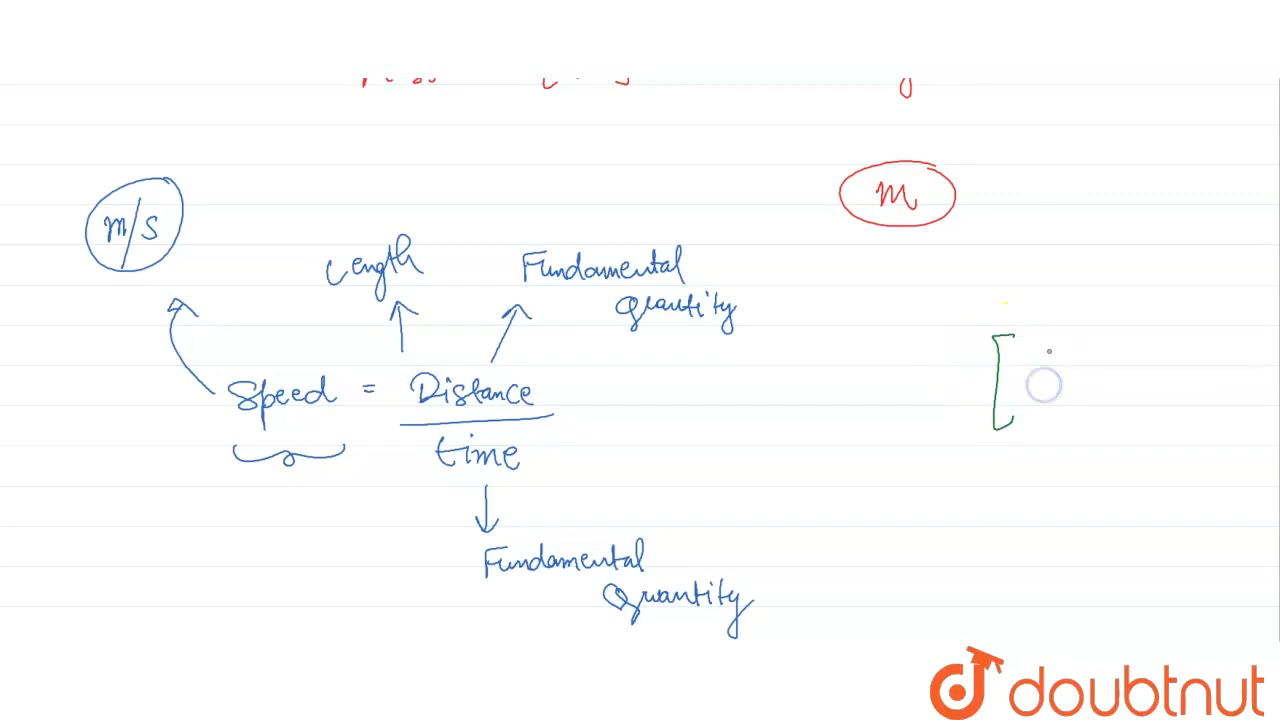 m/s
m
Length
Fundamental
quantity
Speed = Distance
time
[
Fundamental
Quantity
doubtnut